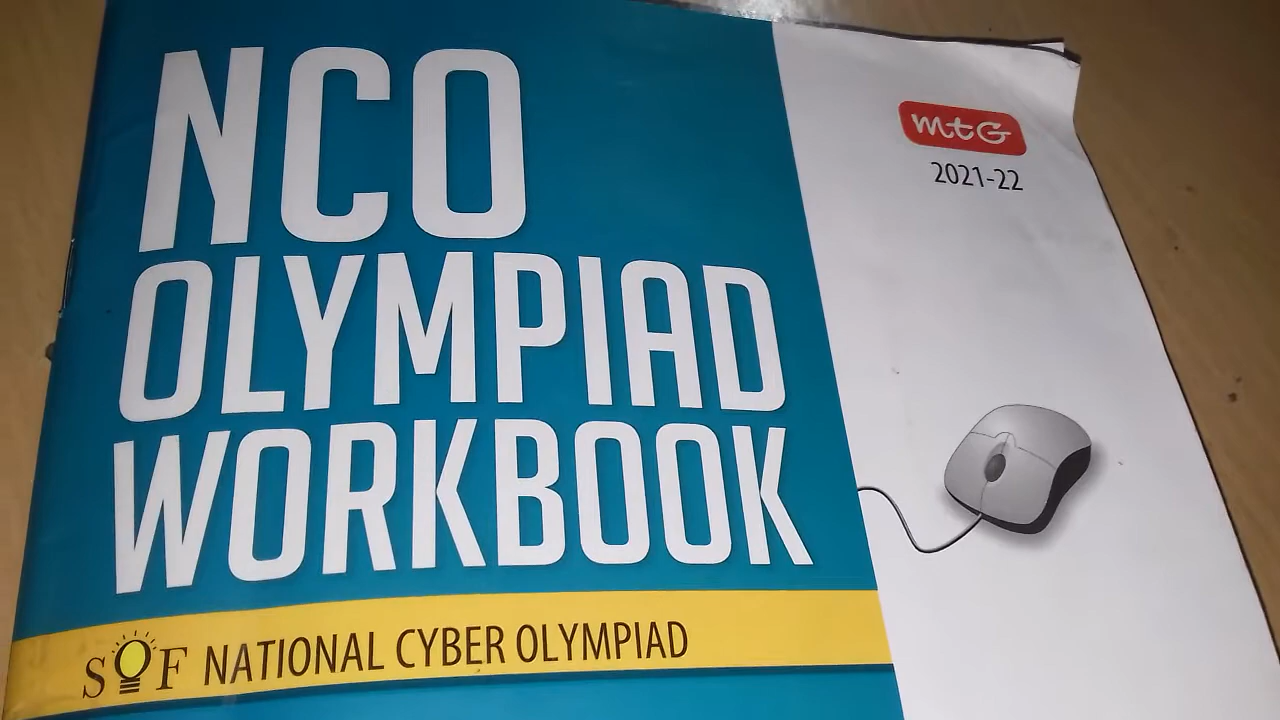 NCO
OLYMPIAD
WORKBOOK
SOF NATIONAL CYBER OLYMPIAD
mtG
2021-22